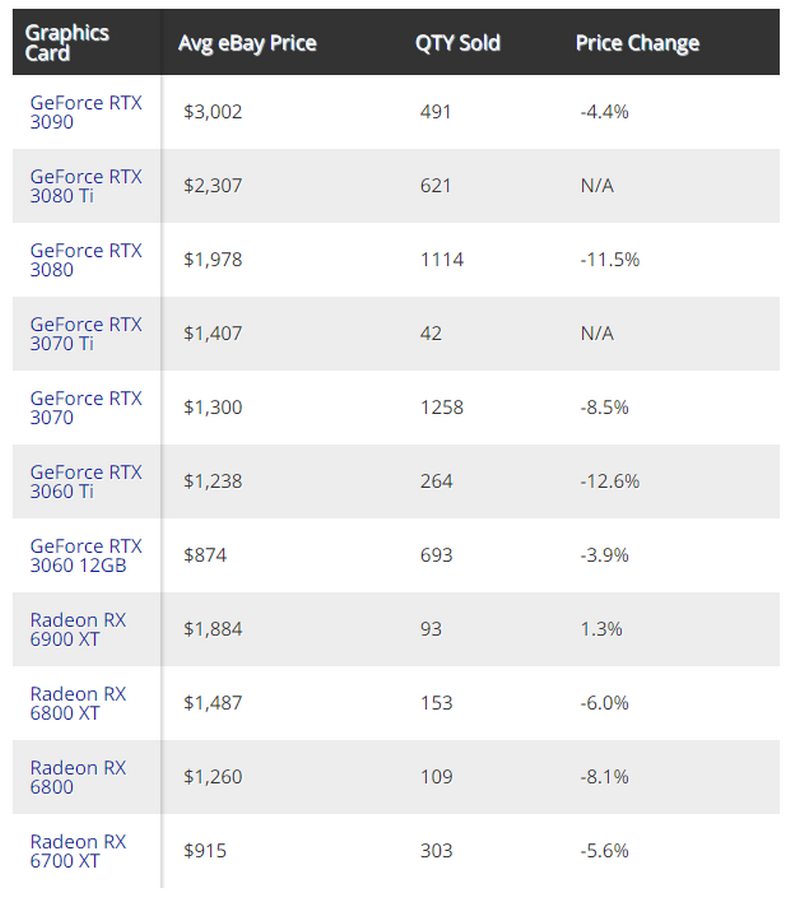 Graphics Card Avg eBay Price QTY Sold Price Change
GeForce RTX 3090 $3,002 491 -4.4%
GeForce RTX 3080 Ti $2,307 621 N/A
GeForce RTX 3080 $1,978 1114 -11.5%
GeForce RTX 3070 Ti $1,407 42 N/A
GeForce RTX 3070 $1,300 1258 -8.5%
GeForce RTX 3060 Ti $1,238 264 -12.6%
GeForce RTX 3060 12GB $874 693 -3.9%
Radeon RX 6900 XT $1,884 93 1.3%
Radeon RX 6800 XT $1,487 153 -6.0%
Radeon RX 6800 $1,260 109 -8.1%
Radeon RX 6700 XT $915 303 -5.6%